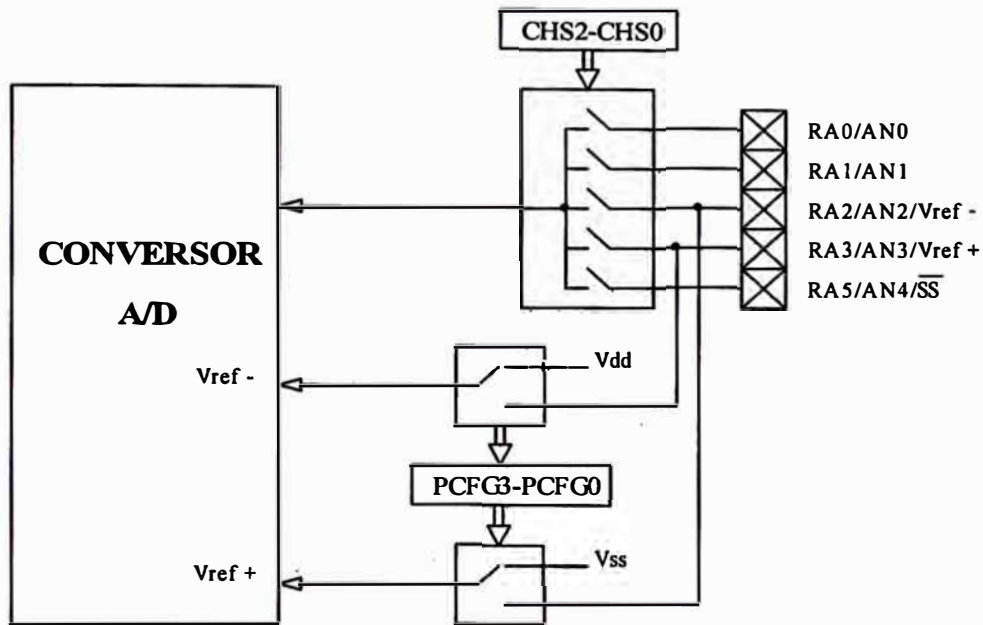 CHS2-CHS0
RA0/AN0
RA1/AN1
RA2/AN2/Vref -
RA3/AN3/Vref +
RA5/AN4/S̅S̅
CONVERSOR
A/D
Vref -
Vdd
PCFG3-PCFG0
Vref +
Vss